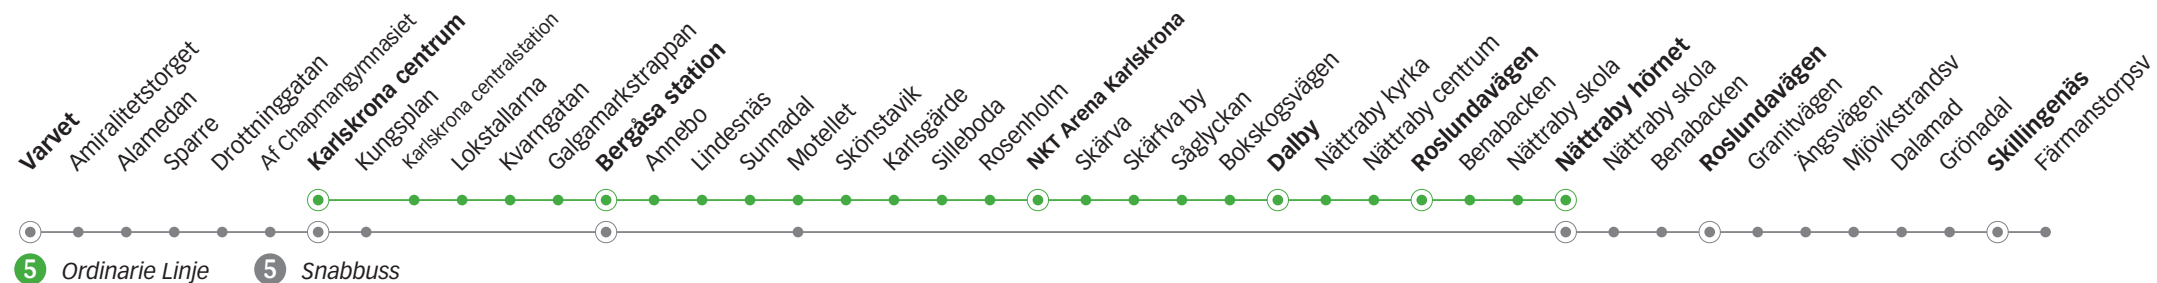 Varvet
Amiralitetstorget
Alamedan
Sparre
Drottninggatan
Af Chapmangymnasiet
Karlskrona centrum
Kungsplan
Karlskrona centralstation
Lokstallarna
Kvarngatan
Galgamarkstrappan
Bergåsa station
Annebo
Lindesnäs
Sunnadal
Motellet
Skönstavik
Karlsgärde
Silleboda
Rosenholm
NKT Arena Karlskrona
Skärva
Skärfva by
Såglyckan
Bokskogsvägen
Dalby
Nättraby kyrka
Nättraby centrum
Roslundavägen
Benabacken
Nättraby skola
Nättraby hörnet
Nättraby skola
Benabacken
Roslundavägen
Granitvägen
Ängsvägen
Mjövikstrandsv
Dalamad
Grönadal
Skillingenäs
Färmanstorpsv
5 Ordinarie Linje 5 Snabbuss